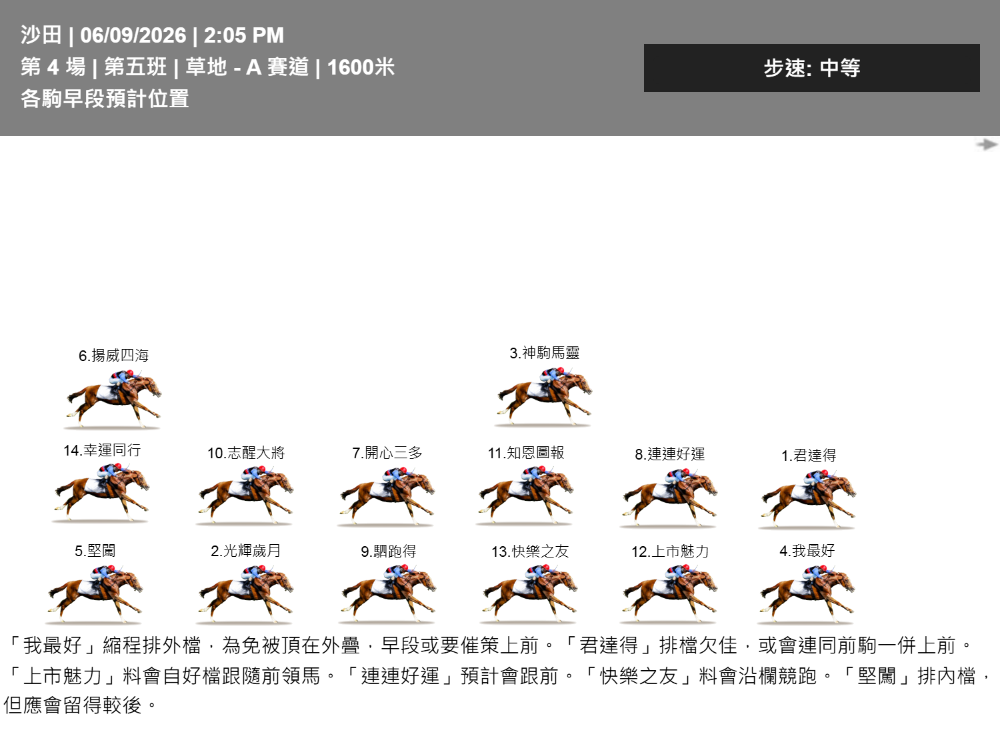 沙田 | 06/09/2026 | 2:05 PM
第 4 場 | 第五班 | 草地 - A 賽道 | 1600米
各駒早段預計位置
步速: 中等
6.揚威四海
3.神駒馬靈
14.幸運同行
10.志醒大將
7.開心三多
11.知恩圖報
8.連連好運
1.君達得
5.堅闖
2.光輝歲月
9.駟跑得
13.快樂之友
12.上市魅力
4.我最好
「我最好」縮程排外檔，為免被頂在外疊，早段或要催策上前。「君達得」排檔欠佳，或會連同前駒一併上前。
「上市魅力」料會自好檔跟隨前領馬。「連連好運」預計會跟前。「快樂之友」料會沿欄競跑。「堅闖」排內檔，
但應會留得較後。